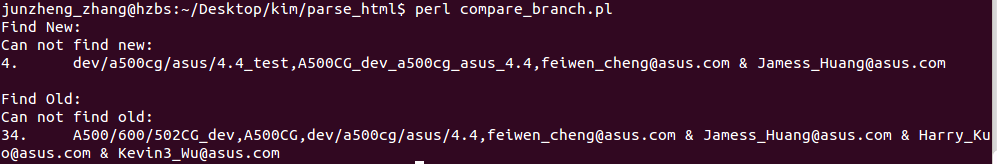 junzheng_zhang@hzbs:~/Desktop/kim/parse_html$ perl compare_branch.pl
Find New:
Can not find new:
4.      dev/a500cg/asus/4.4_test,A500CG_dev_a500cg_asus_4.4,feiwen_cheng@asus.com & Jamess_Huang@asus.com

Find Old:
Can not find old:
34.     A500/600/502CG_dev,A500CG,dev/a500cg/asus/4.4,feiwen_cheng@asus.com & Jamess_Huang@asus.com & Harry_Ku
o@asus.com & Kevin3_Wu@asus.com